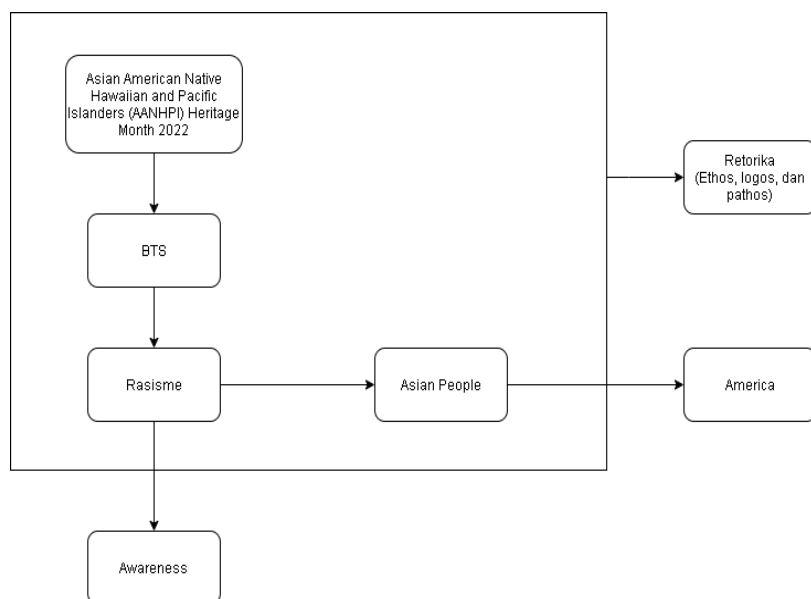 Asian American Native
Hawaiian and Pacific
Islanders (AANHPI) Heritage
Month 2022
Retorika
(Ethos, logos, dan
pathos)
BTS
Rasisme
Asian People
America
Awareness